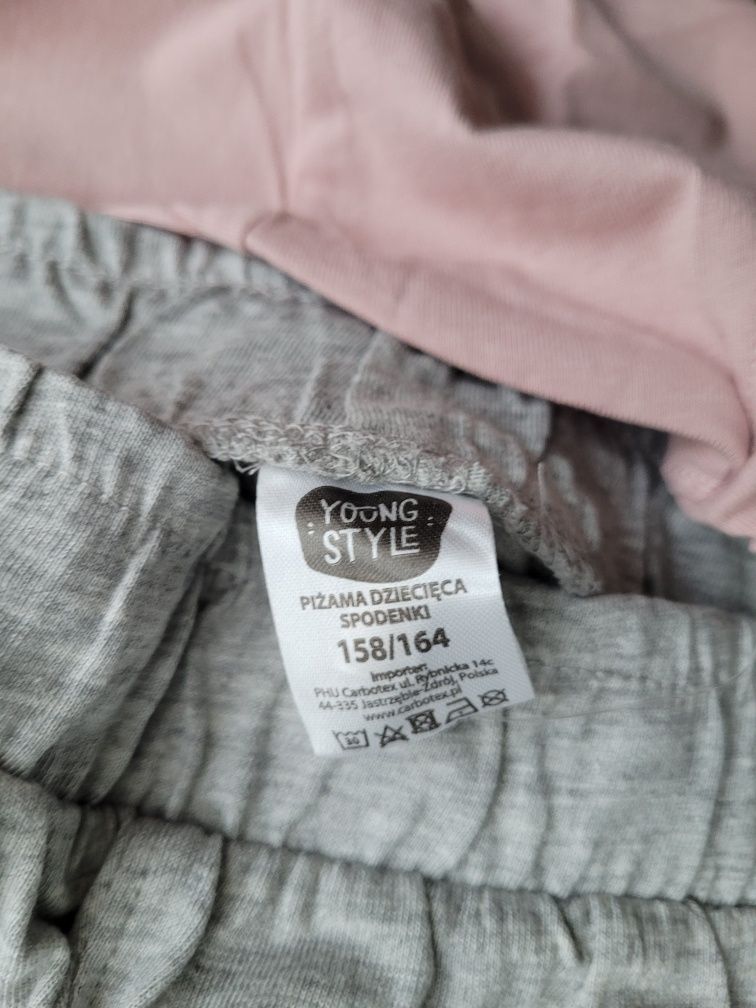 YOUNG
STYLE
PIŻAMA DZIECIĘCA
SPODENKI
158/164
Importer:
PHU Carbotex ul. Rybnicka 14c
44-335 Jastrzębie-Zdrój, Polska
www.carbotex.pl
30